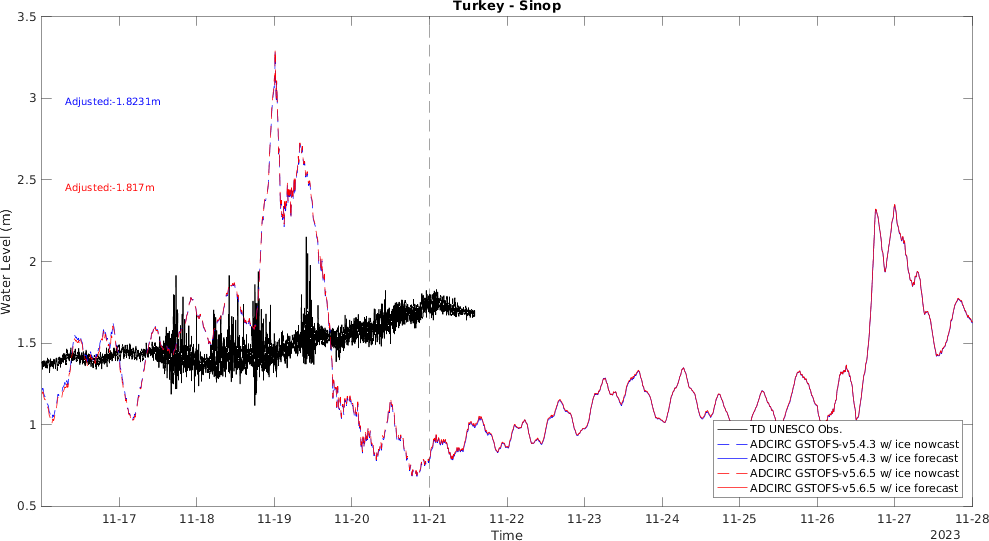 Turkey - Sinop
3.5
3
2.5
2
1.5
1
0.5
Water Level (m)
Adjusted:-1.8231m
Adjusted:-1.817m
TD UNESCO Obs.
ADCIRC GSTOFS-v5.4.3 w/ ice nowcast
ADCIRC GSTOFS-v5.4.3 w/ ice forecast
ADCIRC GSTOFS-v5.6.5 w/ ice nowcast
ADCIRC GSTOFS-v5.6.5 w/ ice forecast
11-17 11-18 11-19 11-20 11-21 11-22 11-23 11-24 11-25 11-26 11-27 11-28
Time
2023